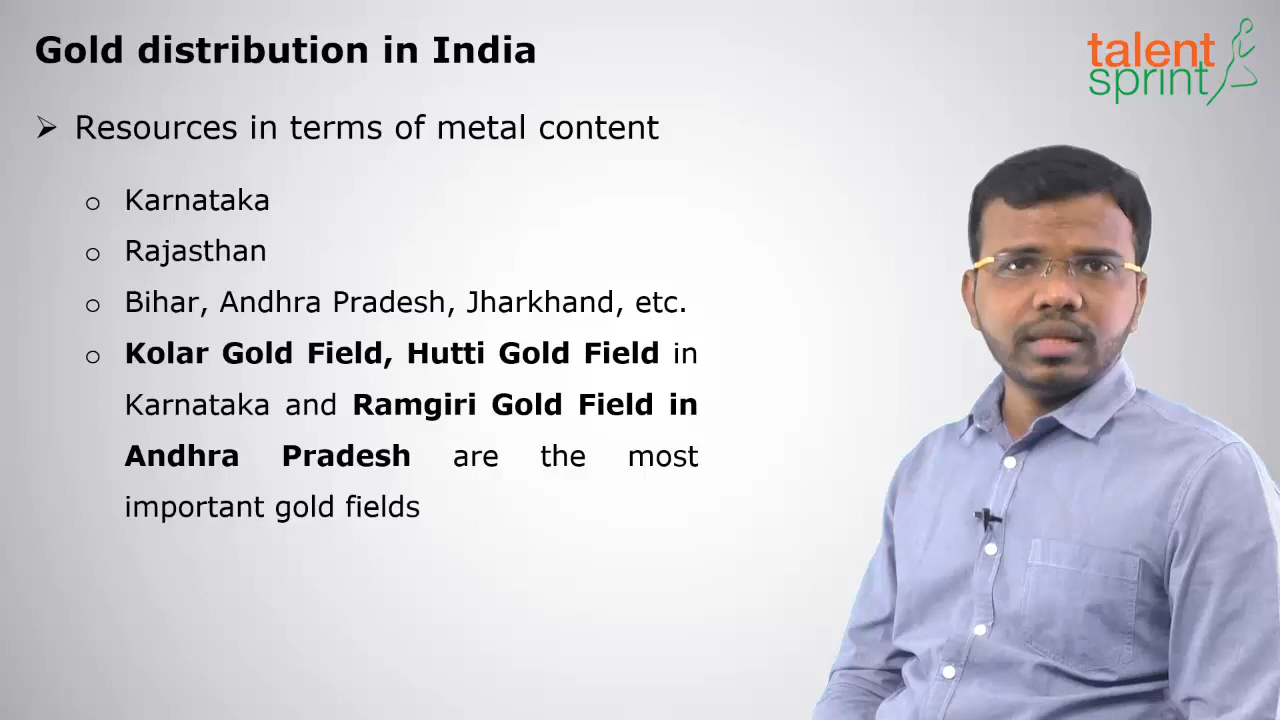 Gold distribution in India
talent
sprint
➢ Resources in terms of metal content
o Karnataka
o Rajasthan
o Bihar, Andhra Pradesh, Jharkhand, etc.
o Kolar Gold Field, Hutti Gold Field in
Karnataka and Ramgiri Gold Field in
Andhra Pradesh are the most
important gold fields